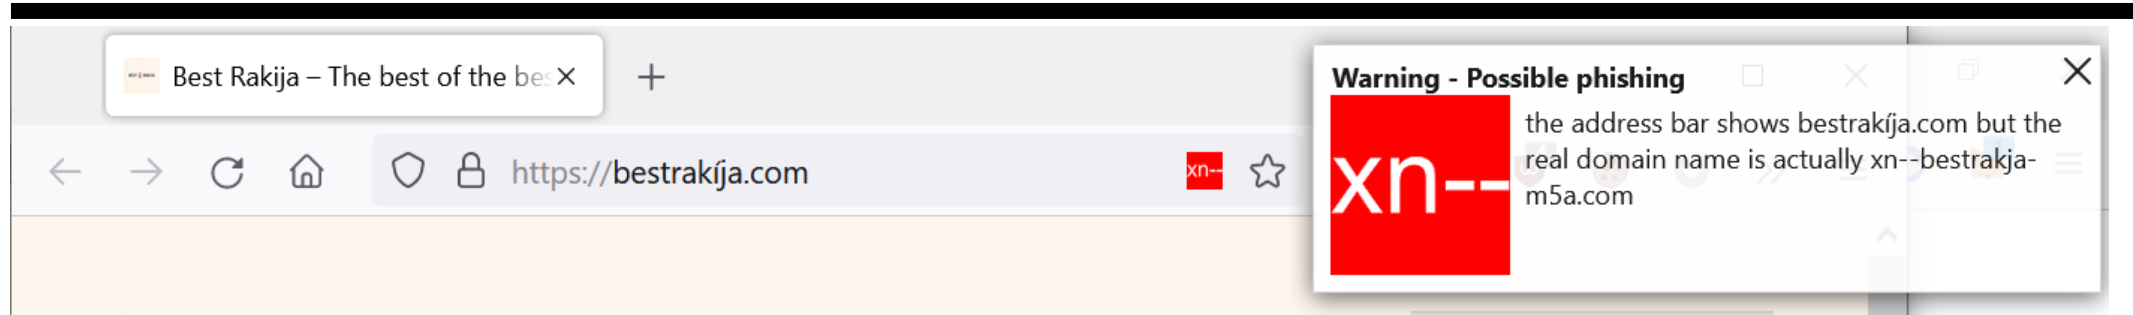 Best Rakija – The best of the bes
Warning - Possible phishing
https://bestrakíja.com
xn--
xn--
the address bar shows bestrakíja.com but the
real domain name is actually xn--bestrakja-
m5a.com